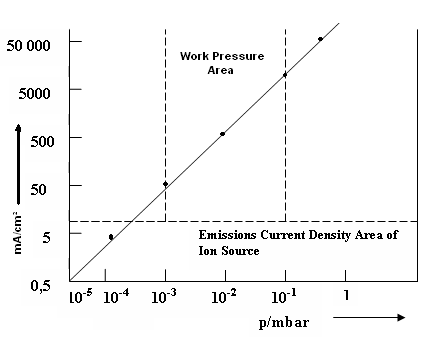 50 000
Work Pressure
Area
5000
500
50
mA/cm²
Emissions Current Density Area of
Ion Source
5
0,5
10⁻⁵ 10⁻⁴ 10⁻³ 10⁻² 10⁻¹ 1
p/mbar